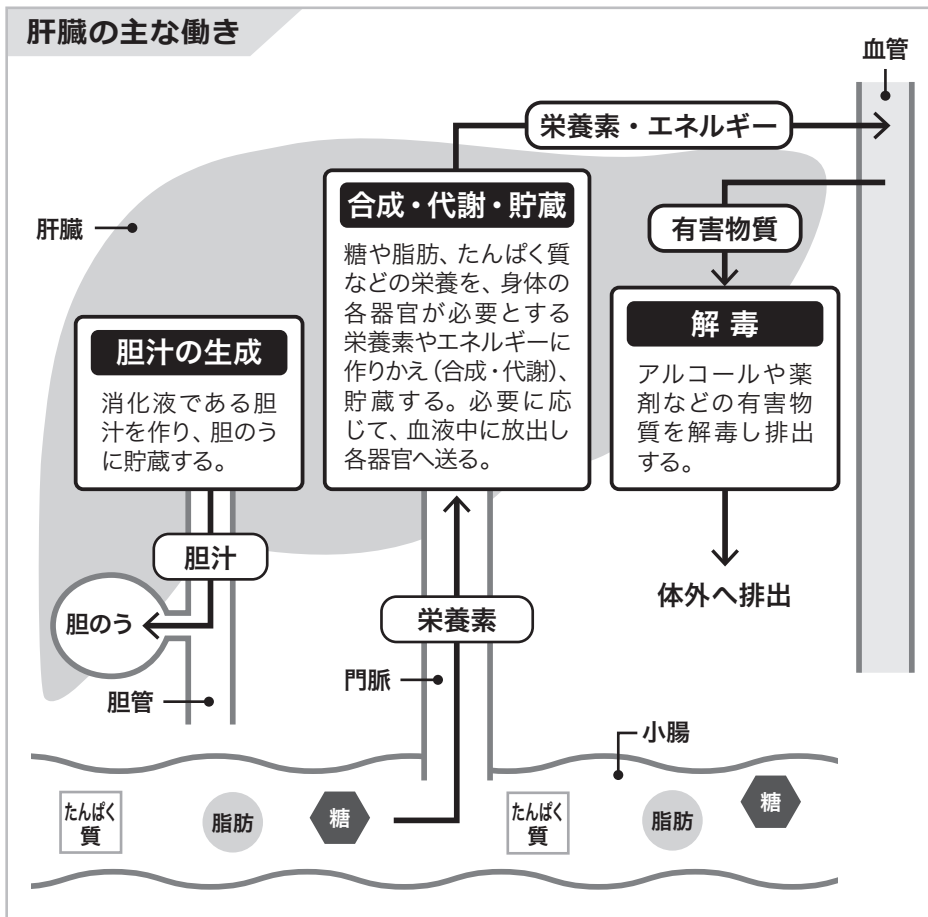 肝臓の主な働き
血管
栄養素・エネルギー
合成・代謝・貯蔵
糖や脂肪、たんぱく質
などの栄養を、身体の
各器官が必要とする
栄養素やエネルギーに
作りかえ(合成・代謝)、
貯蔵する。必要に応
じて、血液中に放出し
各器官へ送る。
有害物質
肝臓
解毒
アルコールや薬
剤などの有害物
質を解毒し排出
する。
胆汁の生成
消化液である胆
汁を作り、胆のう
に貯蔵する。
胆汁
体外へ排出
胆のう
栄養素
門脈
胆管
小腸
たんぱく
質
脂肪
糖
たんぱく
質
脂肪
糖